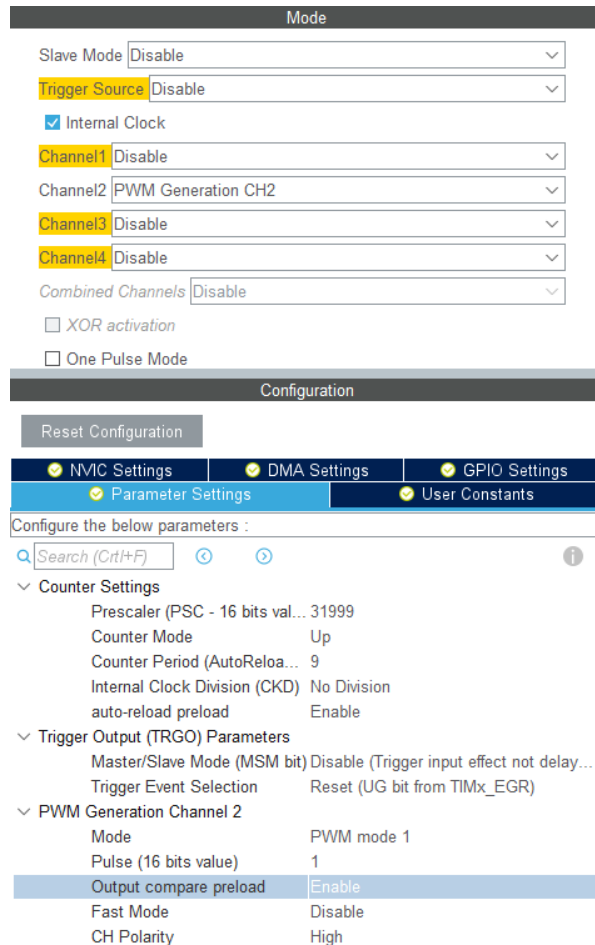 Mode
Slave Mode Disable
Trigger Source Disable
Internal Clock
Channel1 Disable
Channel2 PWM Generation CH2
Channel3 Disable
Channel4 Disable
Combined Channels Disable
XOR activation
One Pulse Mode
Configuration
Reset Configuration
NVIC Settings DMA Settings GPIO Settings
Parameter Settings User Constants
Configure the below parameters :
Search (Crtl+F)
Counter Settings
Prescaler (PSC - 16 bits val... 31999
Counter Mode Up
Counter Period (AutoReloa... 9
Internal Clock Division (CKD) No Division
auto-reload preload Enable
Trigger Output (TRGO) Parameters
Master/Slave Mode (MSM bit) Disable (Trigger input effect not delay...
Trigger Event Selection Reset (UG bit from TIMx_EGR)
PWM Generation Channel 2
Mode PWM mode 1
Pulse (16 bits value) 1
Output compare preload Enable
Fast Mode Disable
CH Polarity High